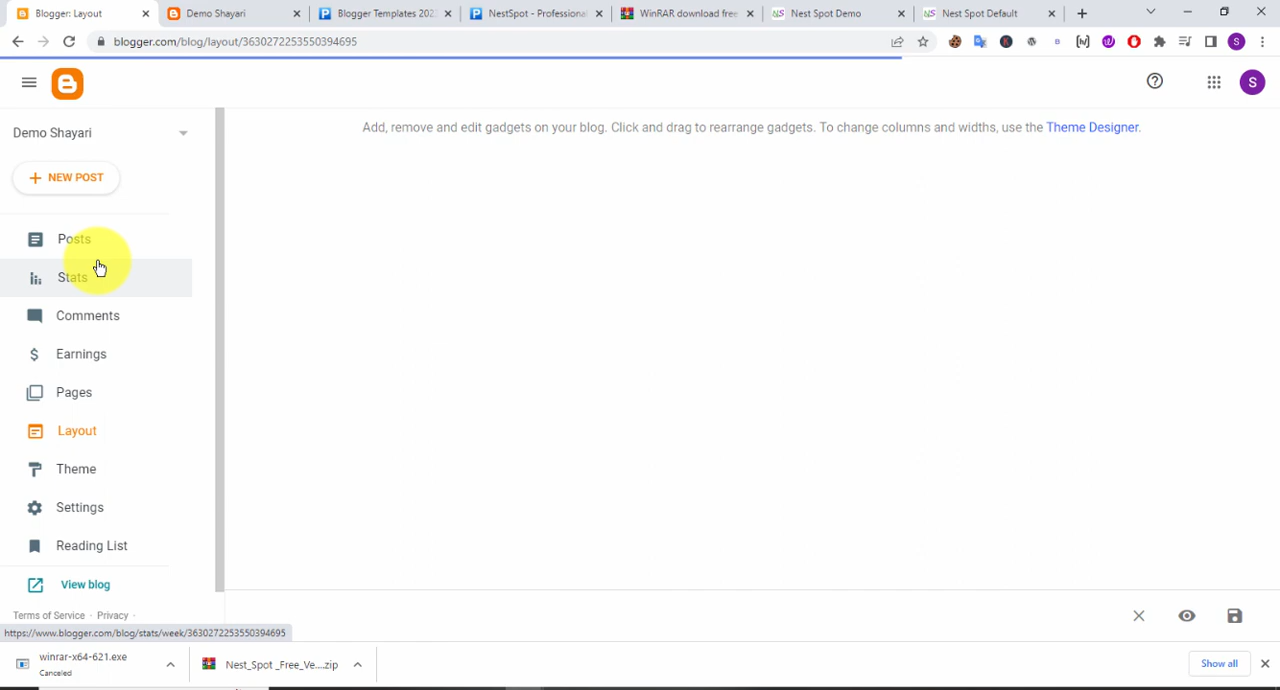 Blogger: Layout
Demo Shayari
Blogger Templates 202
NestSpot - Professiona
WinRAR download free
Nest Spot Demo
Nest Spot Default
blogger.com/blog/layout/3630272253550394695
S
S
Demo Shayari
Add, remove and edit gadgets on your blog. Click and drag to rearrange gadgets. To change columns and widths, use the Theme Designer.
+ NEW POST
Posts
Stats
Comments
Earnings
Pages
Layout
Theme
Settings
Reading List
View blog
Terms of Service · Privacy ·
https://www.blogger.com/blog/stats/week/3630272253550394695
winrar-x64-621.exe
Canceled
Nest_Spot _Free_Ve....zip
Show all